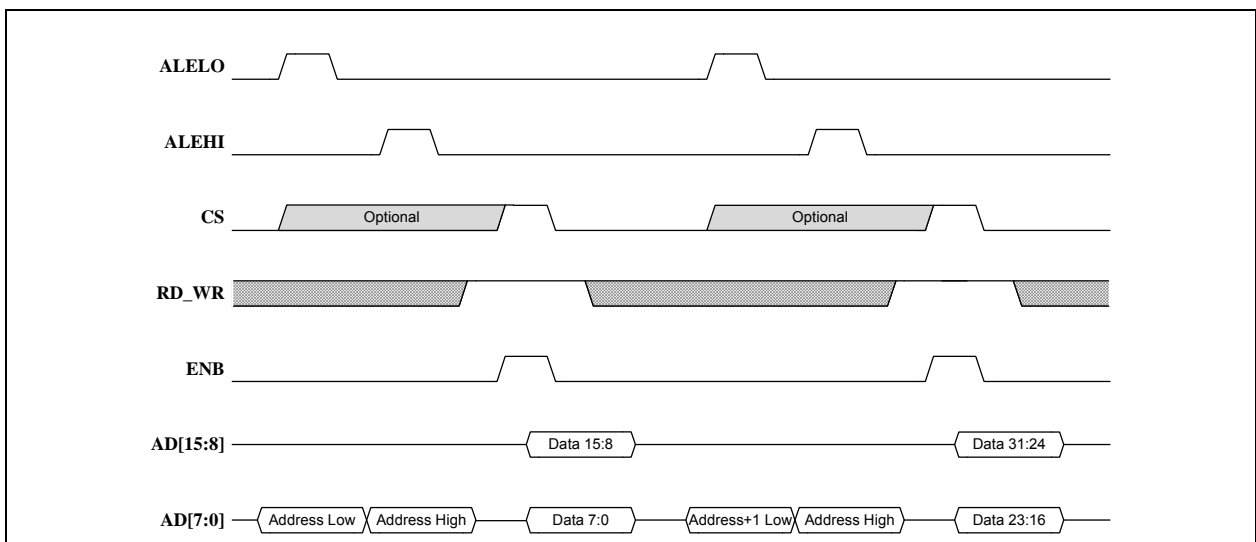 ALELO
ALEHI
CS Optional Optional
RD_WR
ENB
AD[15:8] Data 15:8 Data 31:24
AD[7:0] Address Low Address High Data 7:0 Address+1 Low Address High Data 23:16